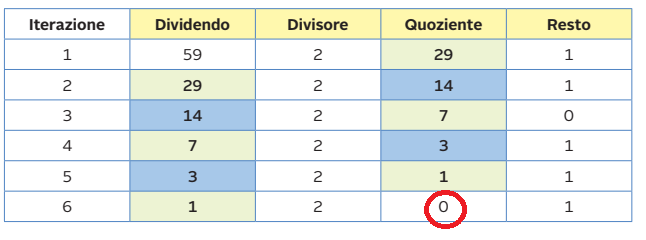 Iterazione Dividendo Divisore Quoziente Resto
1 59 2 29 1
2 29 2 14 1
3 14 2 7 0
4 7 2 3 1
5 3 2 1 1
6 1 2 0 1